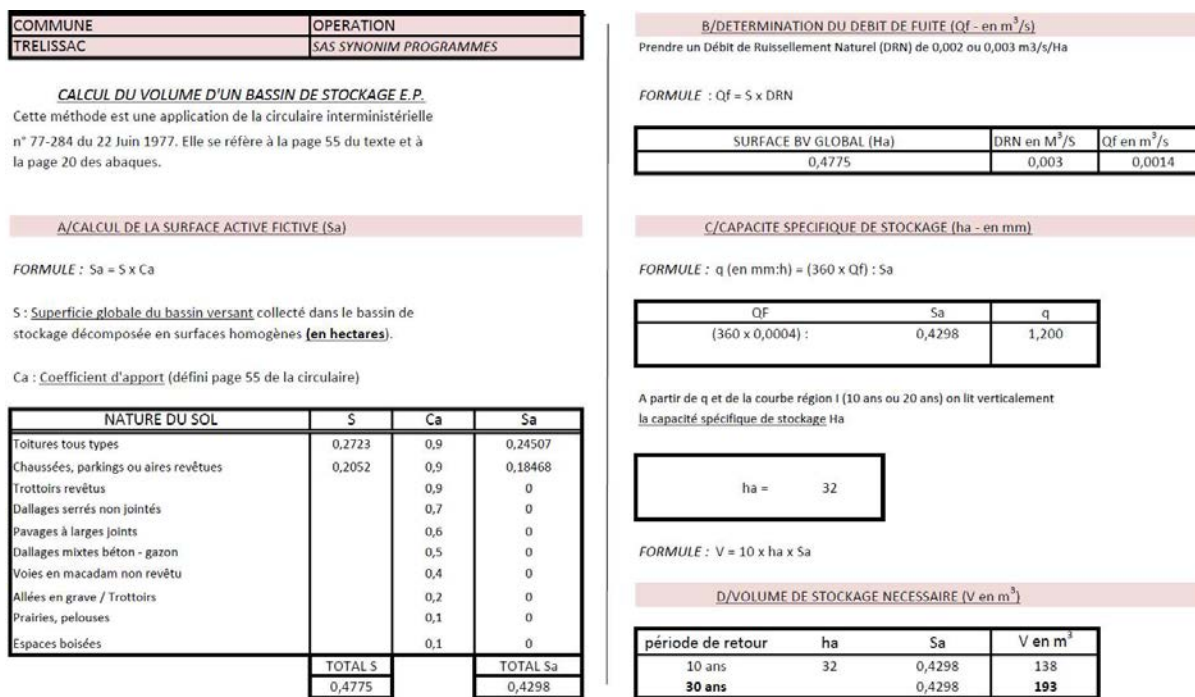 COMMUNE OPERATION
TRELISSAC SAS SYNONIM PROGRAMMES
CALCUL DU VOLUME D'UN BASSIN DE STOCKAGE E.P.
Cette méthode est une application de la circulaire interministérielle
n° 77-284 du 22 Juin 1977. Elle se réfère à la page 55 du texte et à
la page 20 des abaques.
A/CALCUL DE LA SURFACE ACTIVE FICTIVE (Sa)
FORMULE : Sa = S x Ca
S : Superficie globale du bassin versant collecté dans le bassin de
stockage décomposée en surfaces homogènes (en hectares).
Ca : Coefficient d'apport (défini page 55 de la circulaire)
NATURE DU SOL S Ca Sa
Toitures tous types 0,2723 0,9 0,24507
Chaussées, parkings ou aires revêtues 0,2052 0,9 0,18468
Trottoirs revêtus 0,9 0
Dallages serrés non jointés 0,7 0
Pavages à larges joints 0,6 0
Dallages mixtes béton - gazon 0,5 0
Voies en macadam non revêtu 0,4 0
Allées en grave / Trottoirs 0,2 0
Prairies, pelouses 0,1 0
Espaces boisées 0,1 0
TOTAL S TOTAL Sa
0,4775 0,4298
B/DETERMINATION DU DEBIT DE FUITE (Qf - en m³/s)
Prendre un Débit de Ruissellement Naturel (DRN) de 0,002 ou 0,003 m3/s/Ha
FORMULE : Qf = S x DRN
SURFACE BV GLOBAL (Ha) DRN en M³/S Qf en m³/s
0,4775 0,003 0,0014
C/CAPACITE SPECIFIQUE DE STOCKAGE (ha - en mm)
FORMULE : q (en mm:h) = (360 x Qf) : Sa
QF Sa q
(360 x 0,0004) : 0,4298 1,200
A partir de q et de la courbe région I (10 ans ou 20 ans) on lit verticalement
la capacité spécifique de stockage Ha
ha = 32
FORMULE : V = 10 x ha x Sa
D/VOLUME DE STOCKAGE NECESSAIRE (V en m³)
période de retour ha Sa V en m³
10 ans 32 0,4298 138
30 ans 0,4298 193